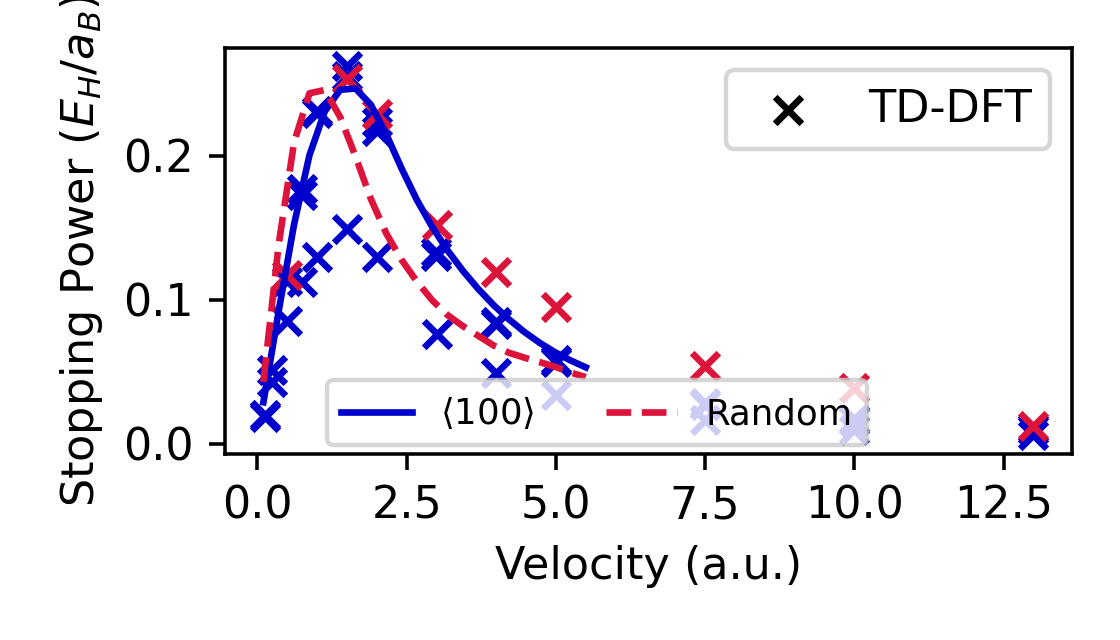 Stopping Power (E_H/a_B)
0.2
0.1
0.0
TD-DFT
⟨100⟩ Random
0.0 2.5 5.0 7.5 10.0 12.5
Velocity (a.u.)